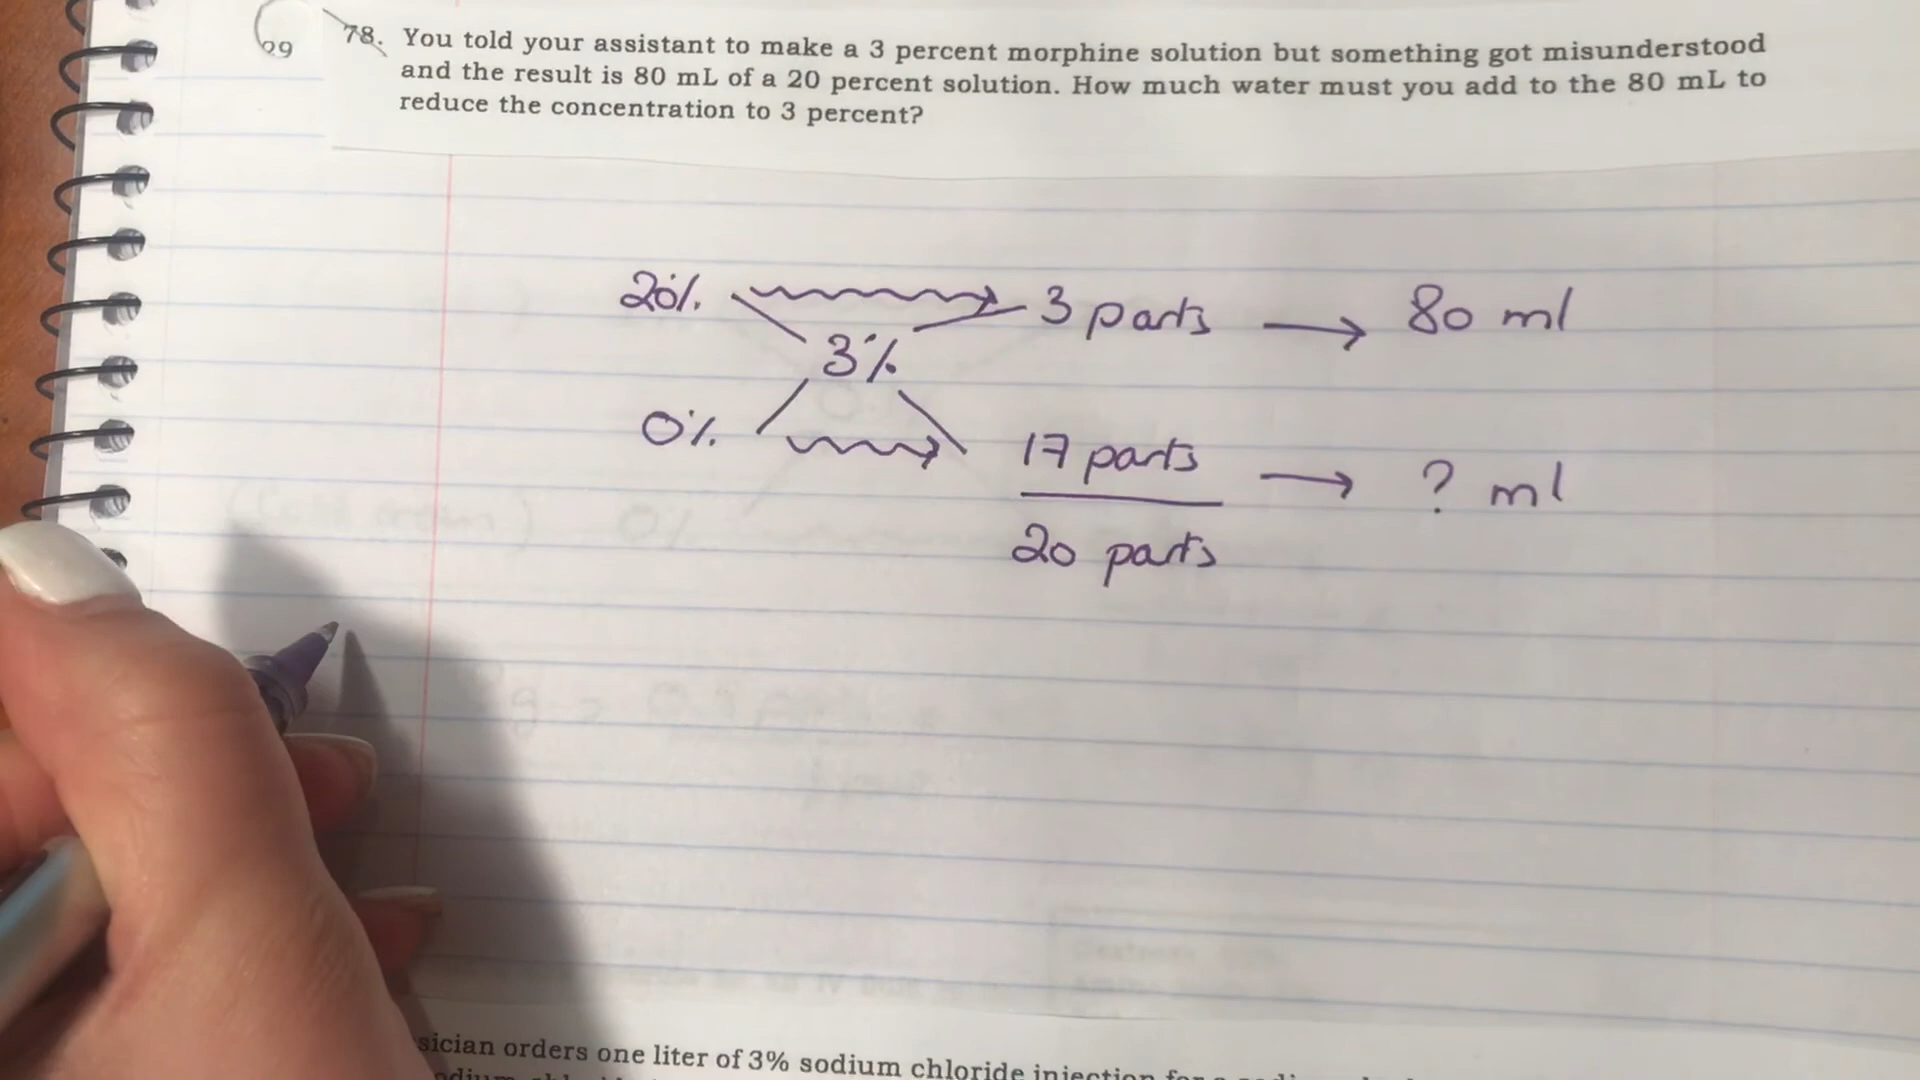 29
78. You told your assistant to make a 3 percent morphine solution but something got misunderstood
and the result is 80 mL of a 20 percent solution. How much water must you add to the 80 mL to
reduce the concentration to 3 percent?
20% 3 parts → 80 ml
3%
0% 17 parts → ? ml
20 parts
sician orders one liter of 3% sodium chloride injection